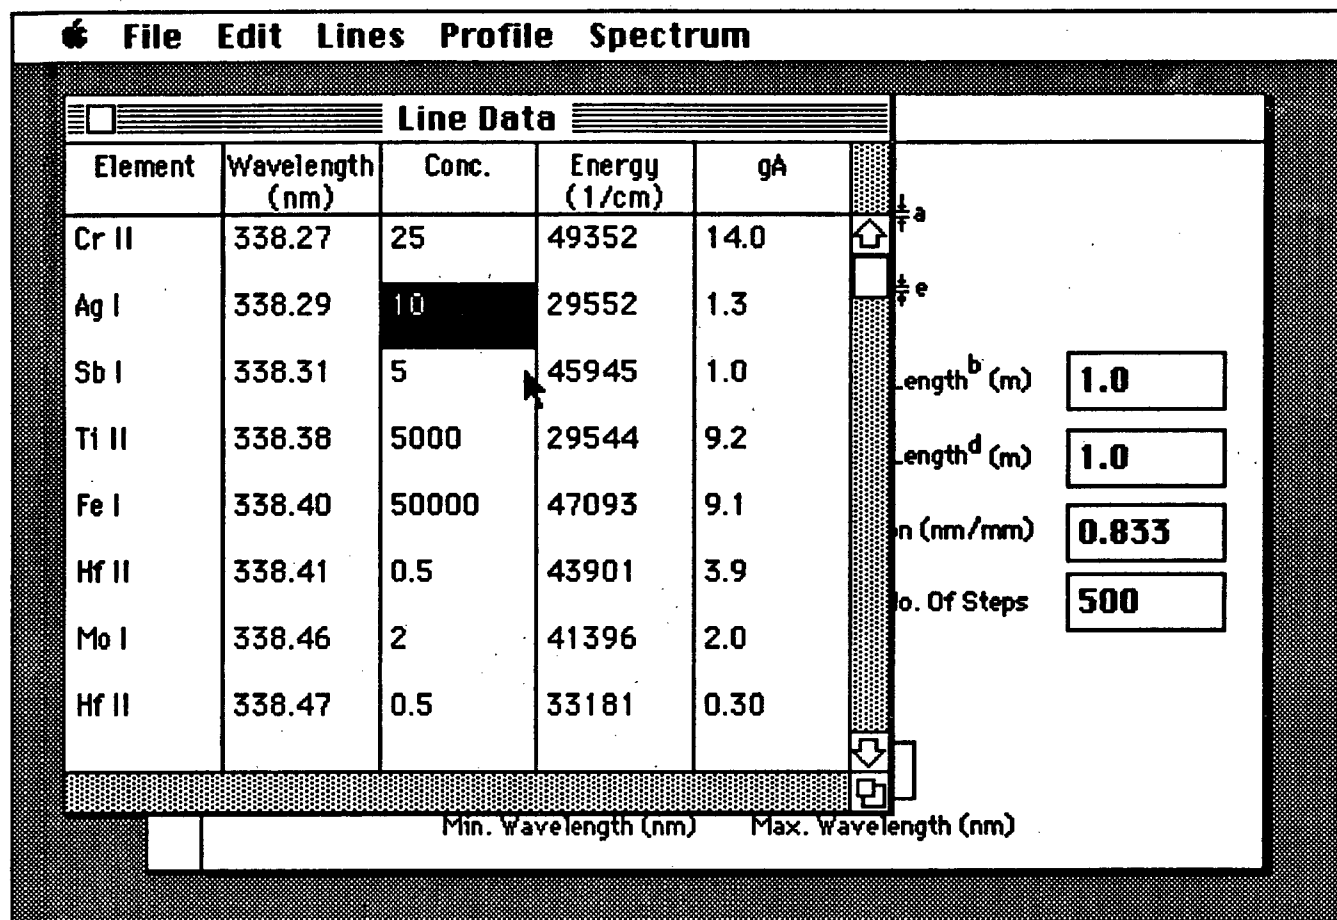 File Edit Lines Profile Spectrum
Line Data
Element Wavelength (nm) Conc. Energy (1/cm) gA
Cr II 338.27 25 49352 14.0
Ag I 338.29 10 29552 1.3
Sb I 338.31 5 45945 1.0
Ti II 338.38 5000 29544 9.2
Fe I 338.40 50000 47093 9.1
Hf II 338.41 0.5 43901 3.9
Mo I 338.46 2 41396 2.0
Hf II 338.47 0.5 33181 0.30
a
e
Length^b (m) 1.0
Length^d (m) 1.0
n (nm/mm) 0.833
o. Of Steps 500
Min. Wavelength (nm) Max. Wavelength (nm)